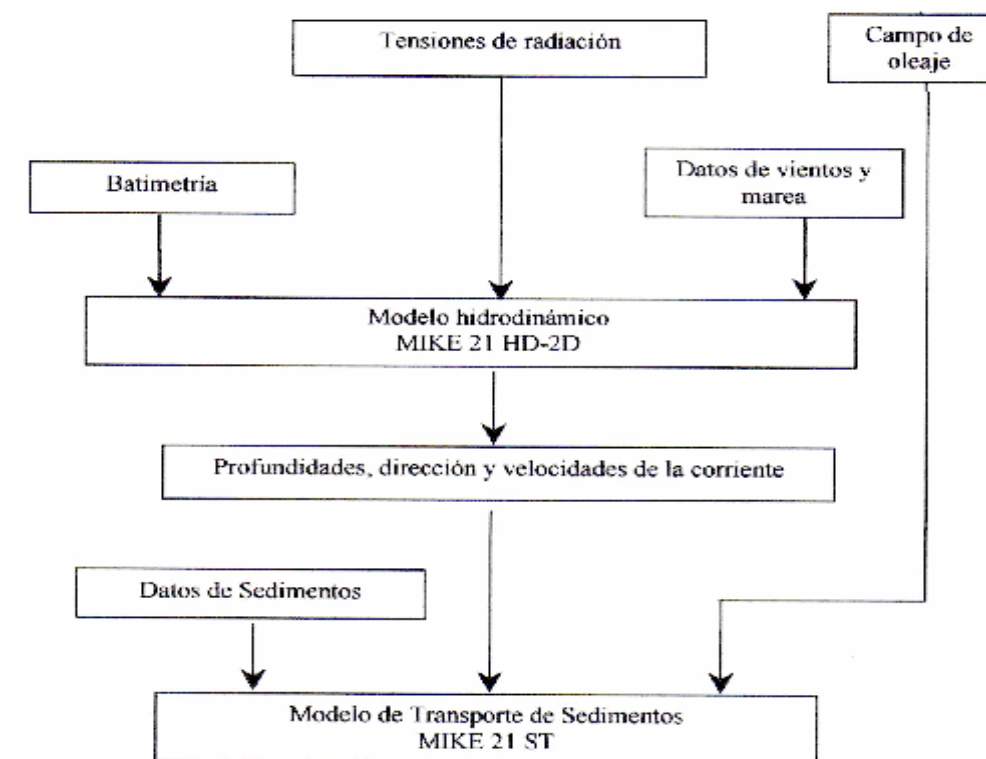 Tensiones de radiación
Campo de
oleaje
Batimetría
Datos de vientos y
marea
Modelo hidrodinámico
MIKE 21 HD-2D
Profundidades, dirección y velocidades de la corriente
Datos de Sedimentos
Modelo de Transporte de Sedimentos
MIKE 21 ST